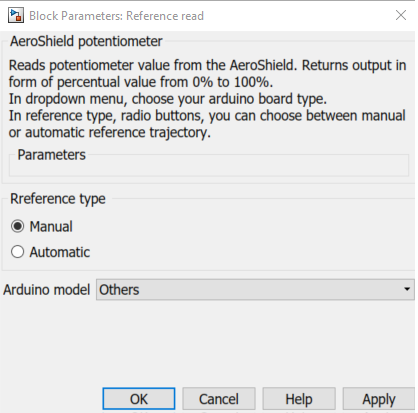 Block Parameters: Reference read
AeroShield potentiometer
Reads potentiometer value from the AeroShield. Returns output in
form of percentual value from 0% to 100%.
In dropdown menu, choose your arduino board type.
In reference type, radio buttons, you can choose between manual
or automatic reference trajectory.
Parameters
Rreference type
Manual
Automatic
Arduino model Others
OK Cancel Help Apply